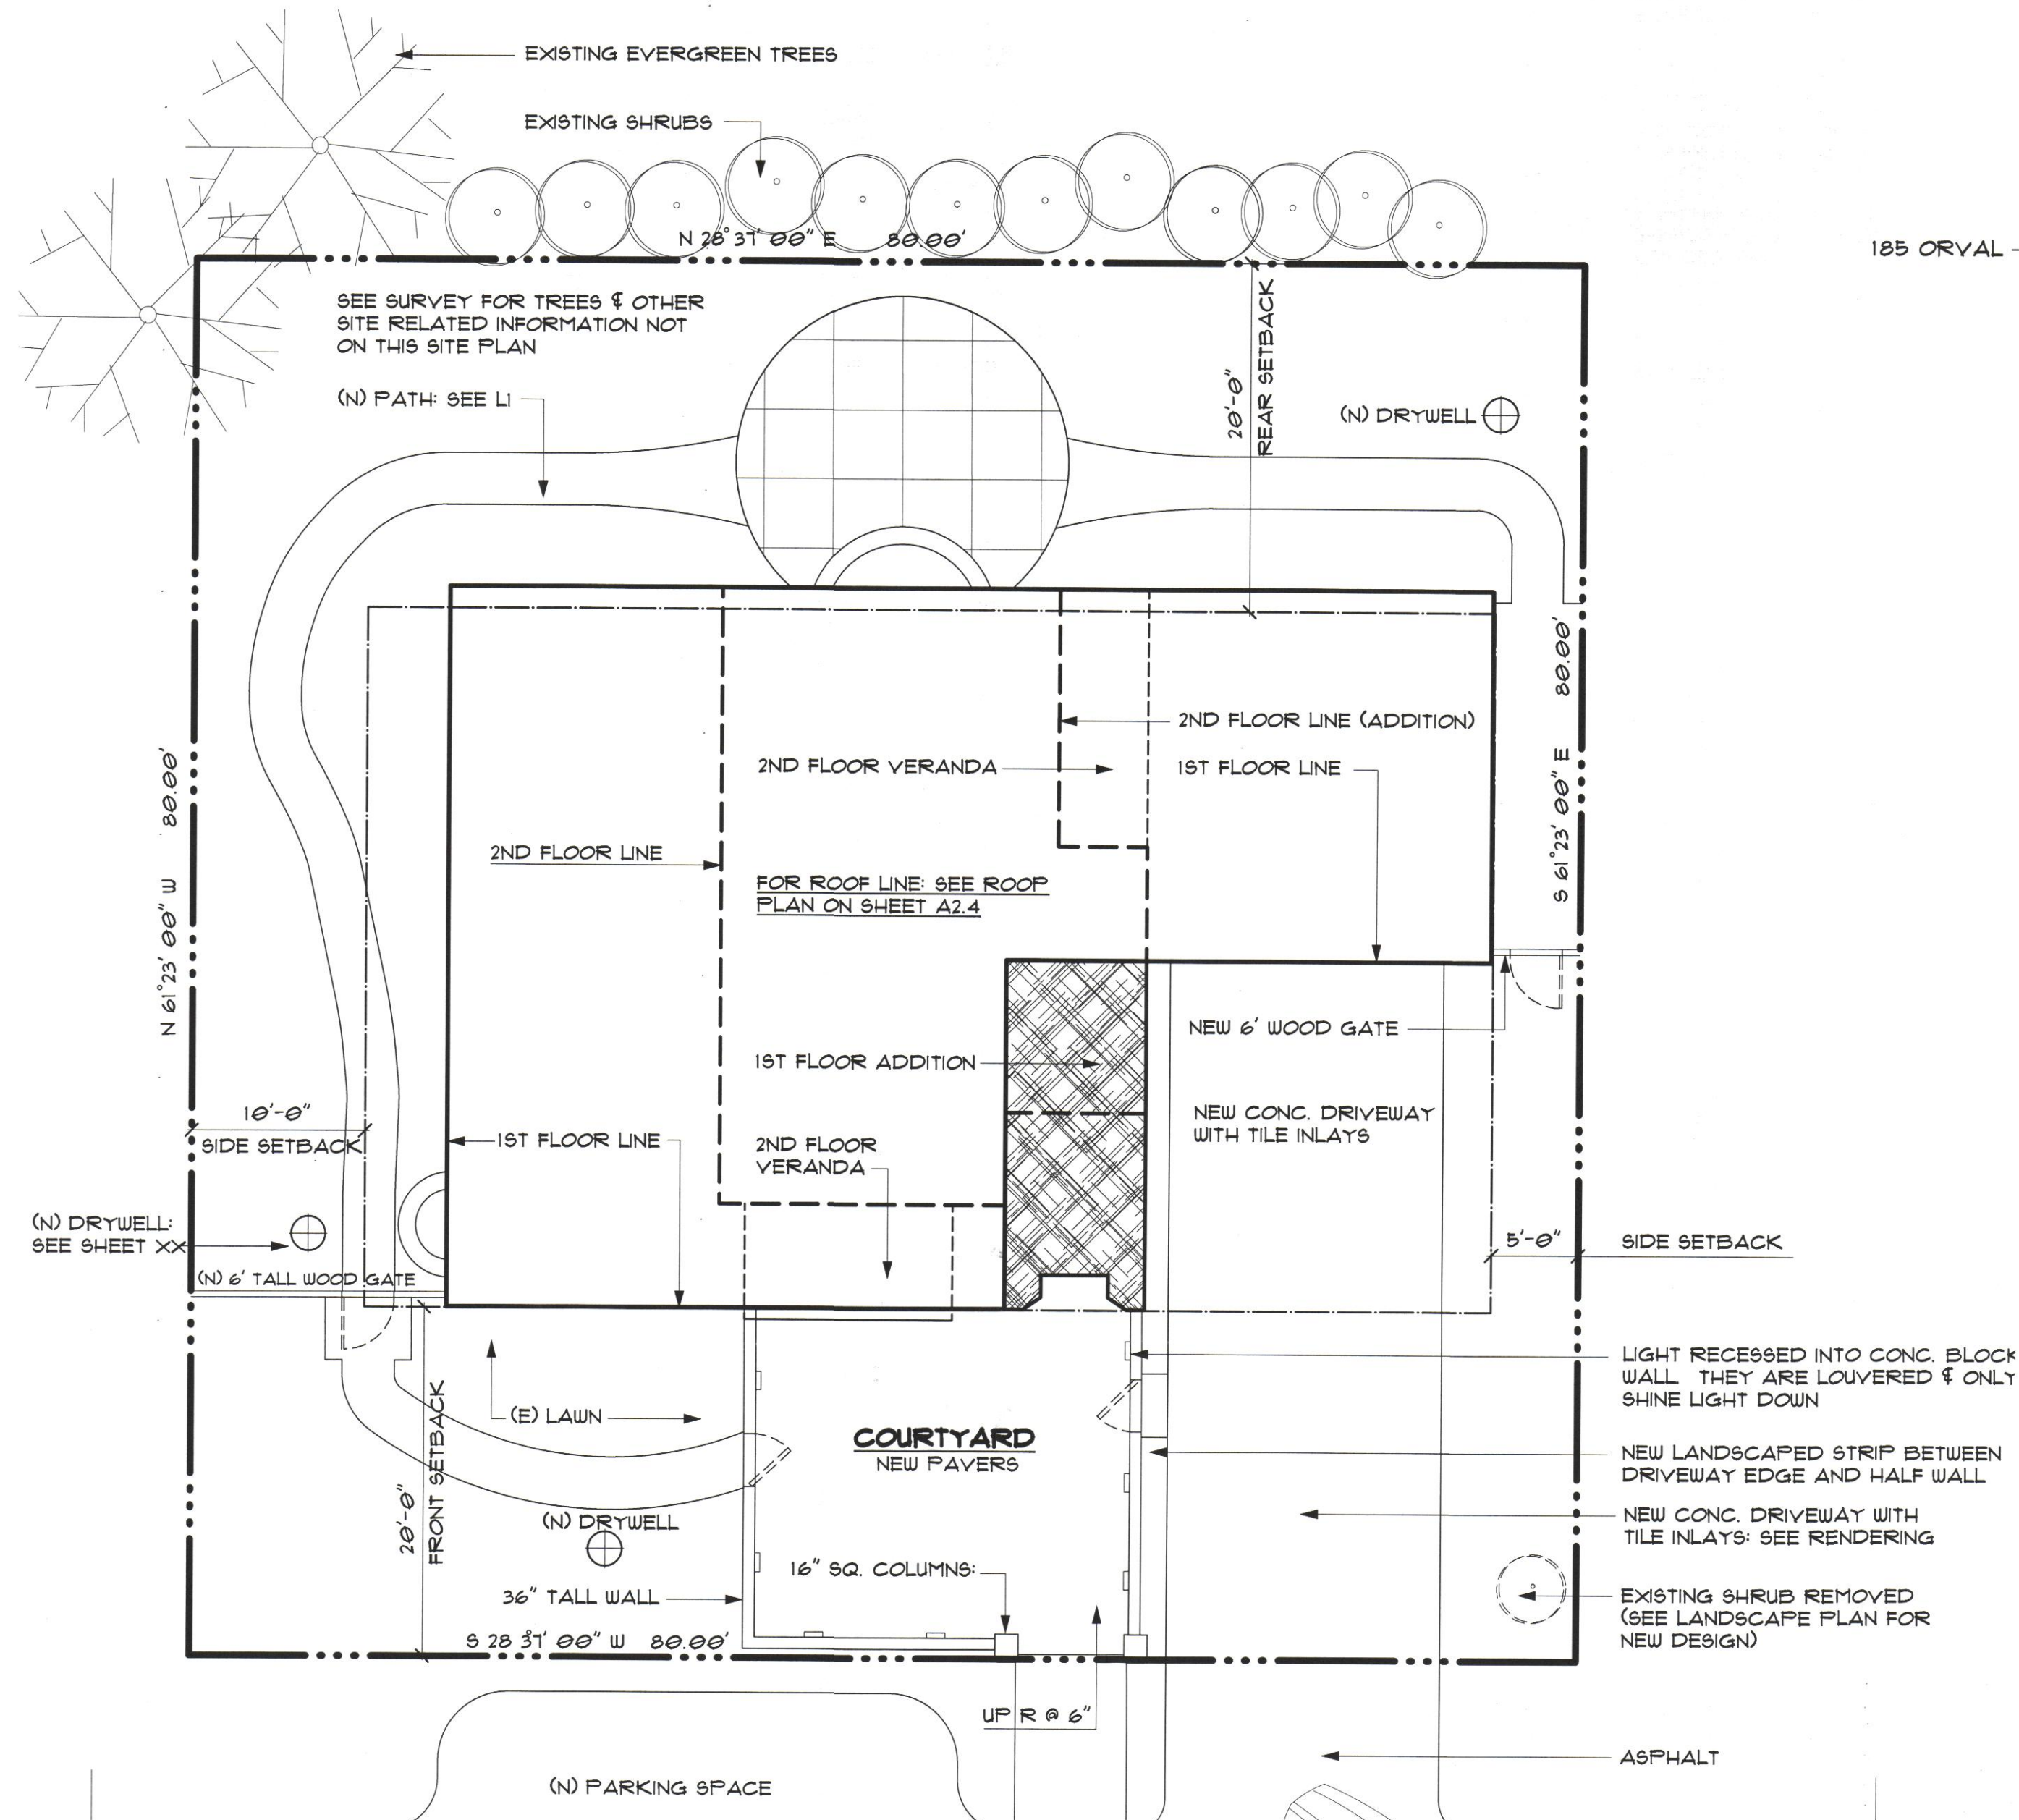 EXISTING EVERGREEN TREES
EXISTING SHRUBS
N 28°37' 00" E 80.00'
185 ORVAL
SEE SURVEY FOR TREES & OTHER
SITE RELATED INFORMATION NOT
ON THIS SITE PLAN
(N) PATH: SEE L1
20'-0"
REAR SETBACK
(N) DRYWELL
N 61°23' 00" W 80.00'
S 61°23' 00" E 80.00'
2ND FLOOR LINE (ADDITION)
2ND FLOOR VERANDA
1ST FLOOR LINE
2ND FLOOR LINE
FOR ROOF LINE: SEE ROOP
PLAN ON SHEET A2.4
NEW 6' WOOD GATE
1ST FLOOR ADDITION
10'-0"
SIDE SETBACK
1ST FLOOR LINE
2ND FLOOR
VERANDA
NEW CONC. DRIVEWAY
WITH TILE INLAYS
(N) DRYWELL:
SEE SHEET XX
(N) 6' TALL WOOD GATE
5'-0"
SIDE SETBACK
LIGHT RECESSED INTO CONC. BLOCK
WALL THEY ARE LOUVERED & ONLY
SHINE LIGHT DOWN
(E) LAWN
20'-0"
FRONT SETBACK
COURTYARD
NEW PAVERS
NEW LANDSCAPED STRIP BETWEEN
DRIVEWAY EDGE AND HALF WALL
(N) DRYWELL
NEW CONC. DRIVEWAY WITH
TILE INLAYS: SEE RENDERING
16" SQ. COLUMNS:
36" TALL WALL
EXISTING SHRUB REMOVED
(SEE LANDSCAPE PLAN FOR
NEW DESIGN)
S 28°37' 00" W 80.00'
UP R @ 6"
ASPHALT
(N) PARKING SPACE